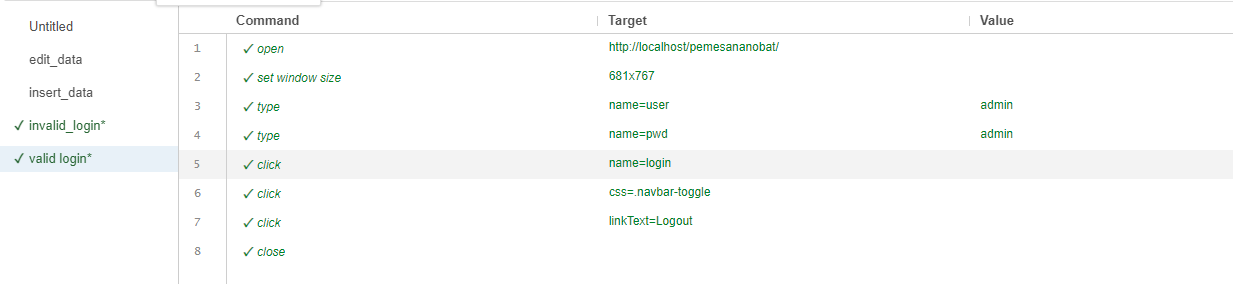 Untitled
edit_data
insert_data
✓ invalid_login*
✓ valid login*
Command Target Value
1 ✓ open http://localhost/pemesananobat/
2 ✓ set window size 681x767
3 ✓ type name=user admin
4 ✓ type name=pwd admin
5 ✓ click name=login
6 ✓ click css=.navbar-toggle
7 ✓ click linkText=Logout
8 ✓ close